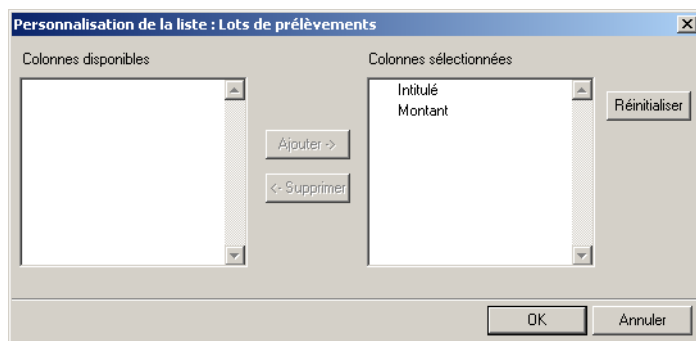 Personnalisation de la liste : Lots de prélèvements
Colonnes disponibles
Colonnes sélectionnées
Intitulé
Montant
Réinitialiser
Ajouter ->
<- Supprimer
OK
Annuler